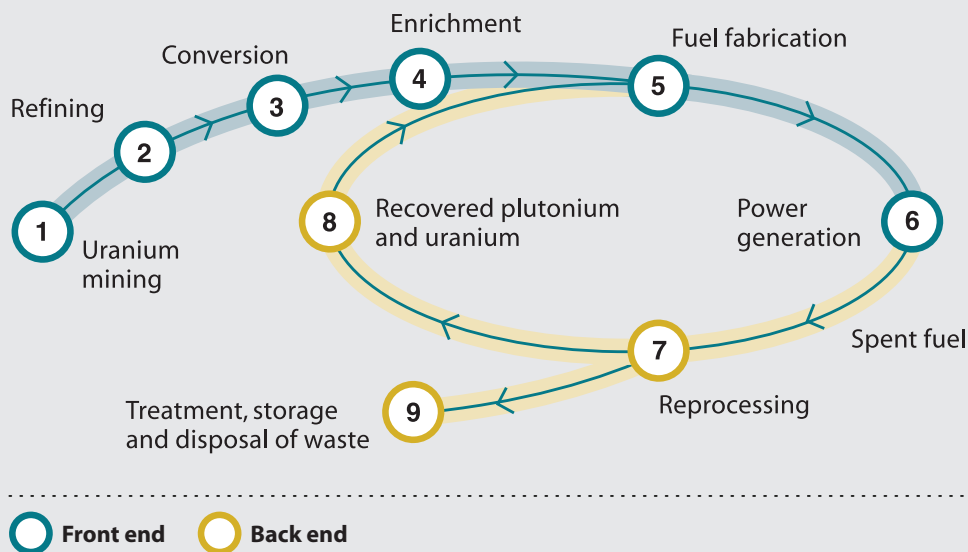 1
Uranium
mining
2
Refining
3
Conversion
4
Enrichment
5
Fuel fabrication
6
Power
generation
Spent fuel
7
Reprocessing
8
Recovered plutonium
and uranium
9
Treatment, storage
and disposal of waste
Front end
Back end